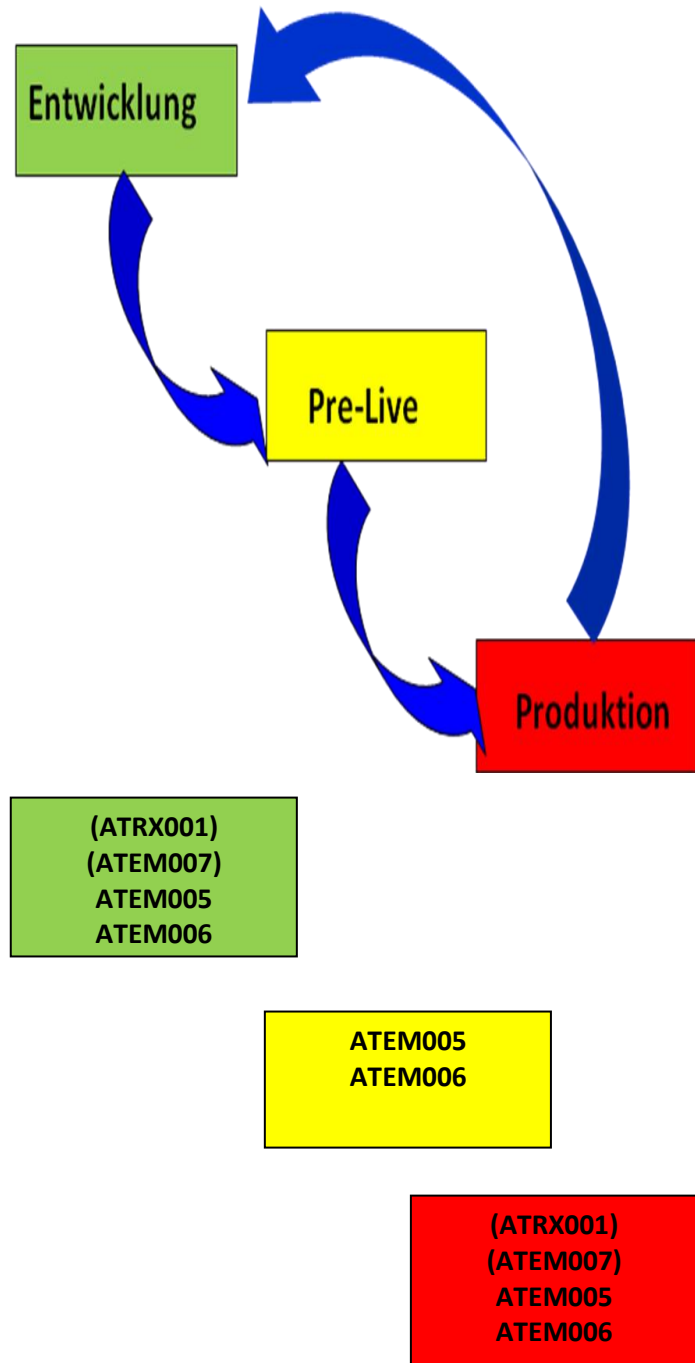 Entwicklung
Pre-Live
Produktion
(ATRX001)
(ATEM007)
ATEM005
ATEM006
ATEM005
ATEM006
(ATRX001)
(ATEM007)
ATEM005
ATEM006